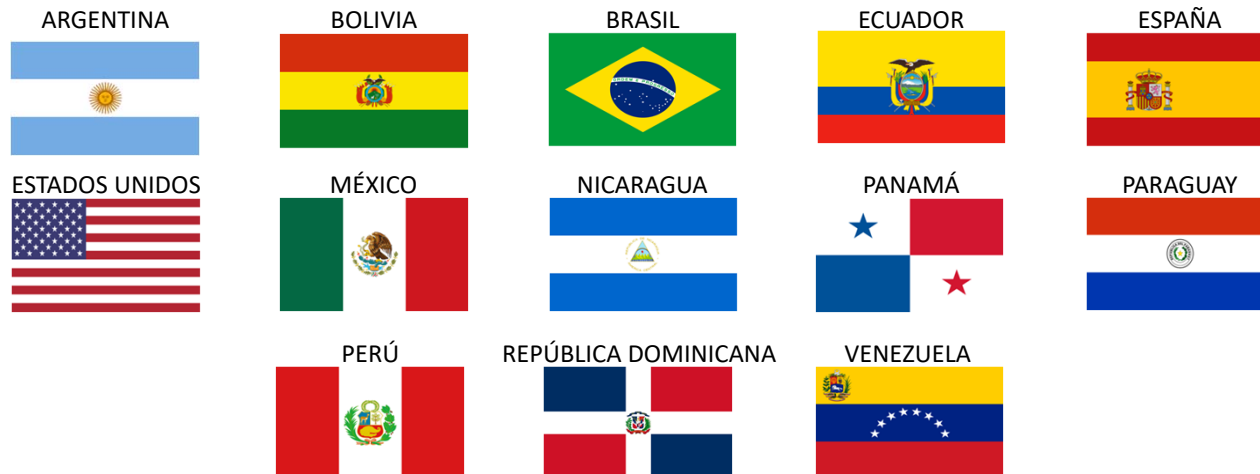 ARGENTINA
BOLIVIA
BRASIL
ECUADOR
ESPAÑA
ESTADOS UNIDOS
MÉXICO
NICARAGUA
PANAMÁ
PARAGUAY
PERÚ
REPÚBLICA DOMINICANA
VENEZUELA